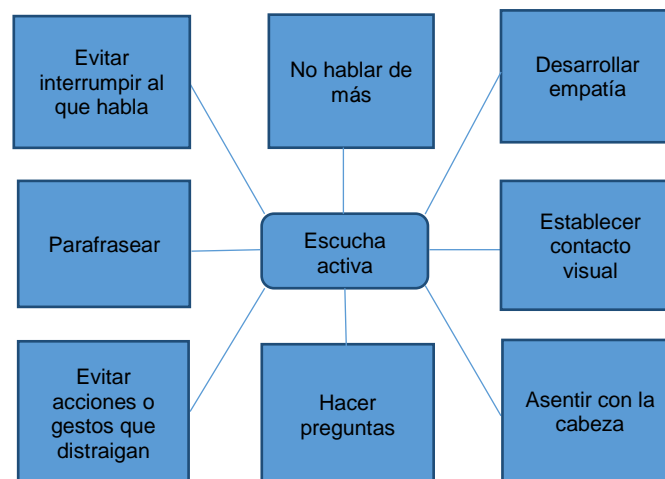 Evitar
interrumpir al
que habla
No hablar de
más
Desarrollar
empatía
Parafrasear
Escucha
activa
Establecer
contacto
visual
Evitar
acciones o
gestos que
distraigan
Hacer
preguntas
Asentir con la
cabeza